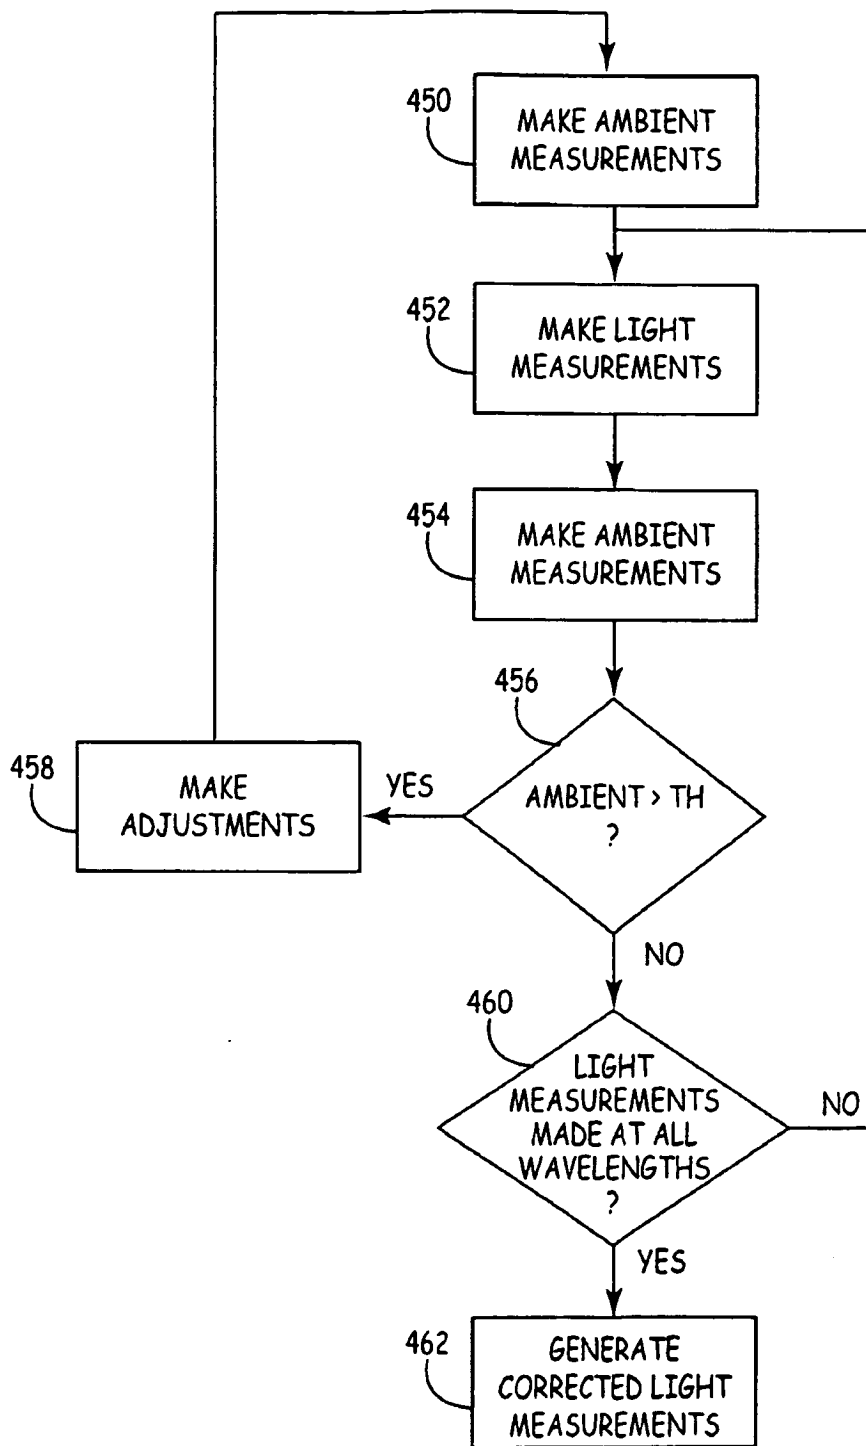 450
MAKE AMBIENT
MEASUREMENTS
452
MAKE LIGHT
MEASUREMENTS
454
MAKE AMBIENT
MEASUREMENTS
456
AMBIENT > TH
?
YES
458
MAKE
ADJUSTMENTS
NO
460
LIGHT
MEASUREMENTS
MADE AT ALL
WAVELENGTHS
?
NO
YES
462
GENERATE
CORRECTED LIGHT
MEASUREMENTS